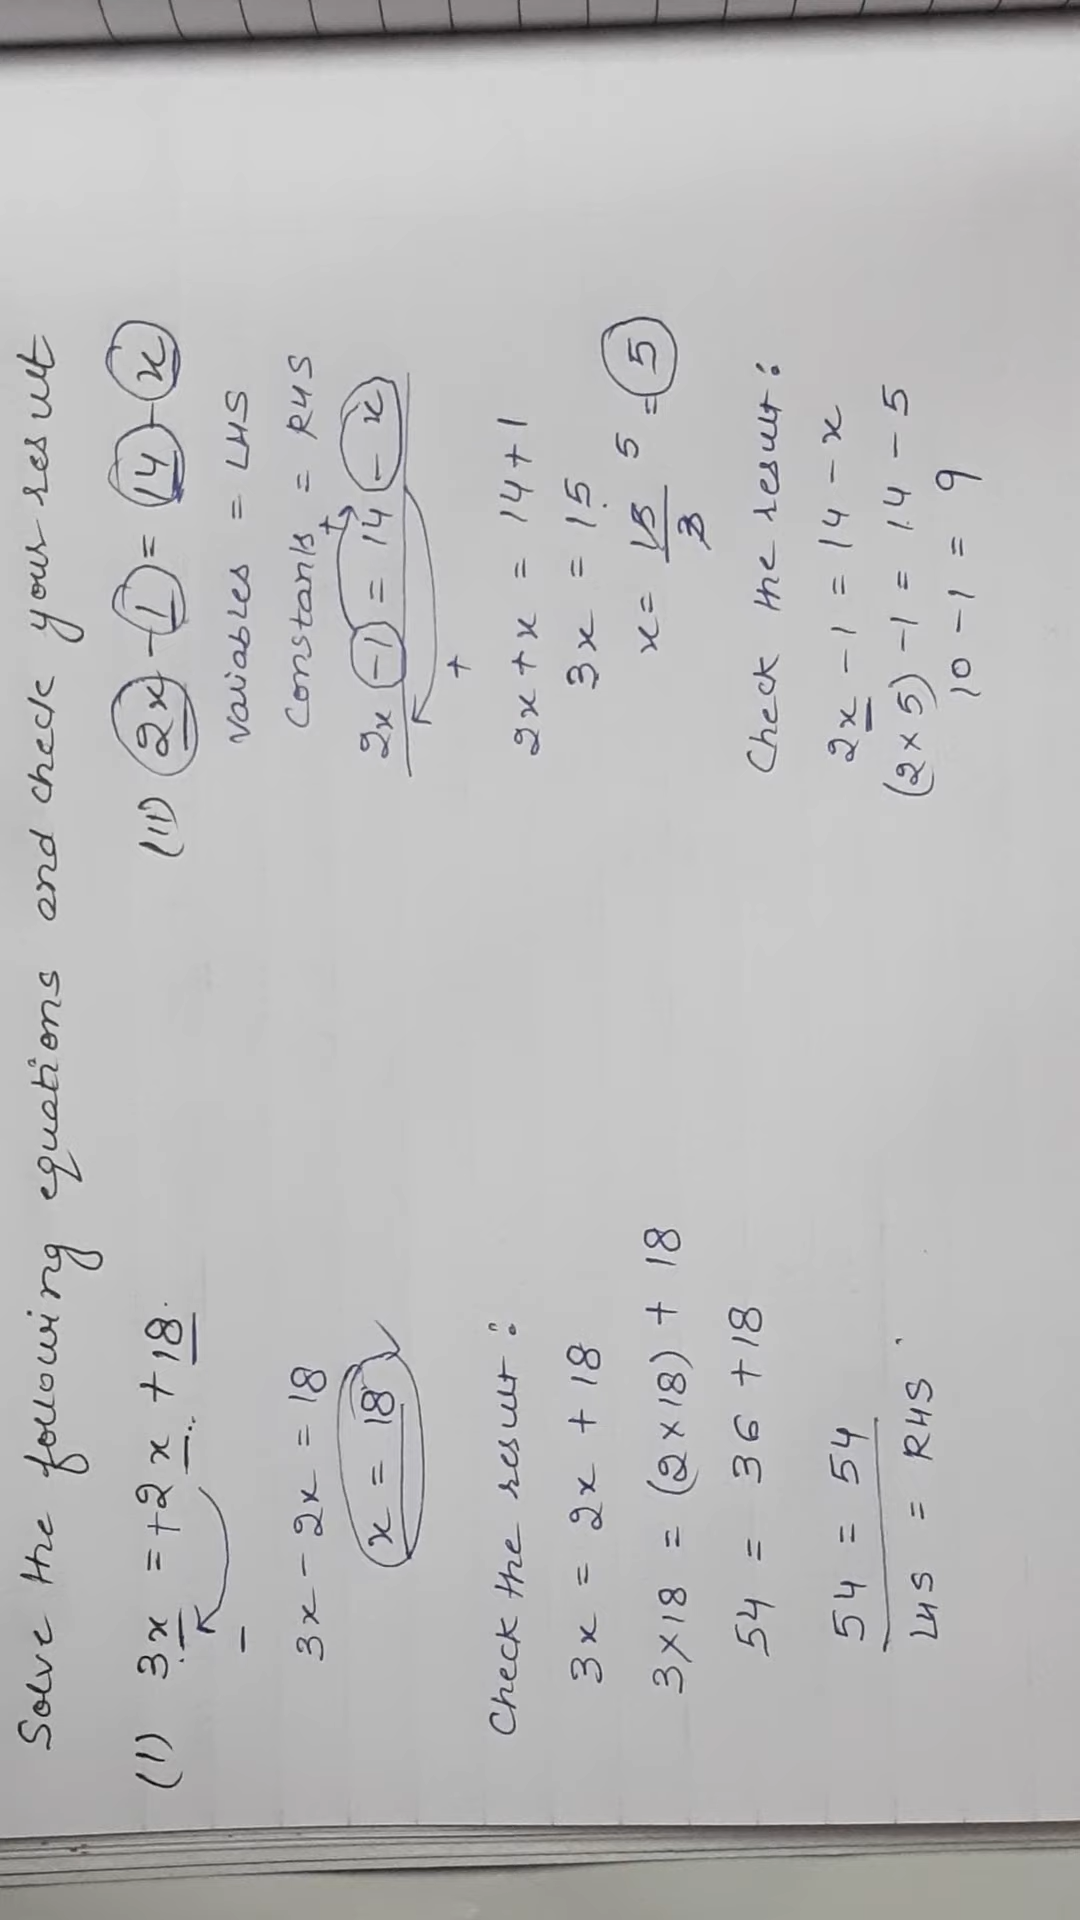 Solve the following equations and check your result
(1) 3x = +2x + 18.
-
3x - 2x = 18
x = 18
Check the result :
3x = 2x + 18
3×18 = (2×18) + 18
54 = 36 + 18
54 = 54
LHS = RHS
(11) 2x - 1 = 14 - x
Variables = LHS
Constants = RHS
+
2x - 1 = 14 - x
+
2x + x = 14 + 1
3x = 15
x = 15/3 5 = 5
Check the result :
2x - 1 = 14 - x
(2×5) - 1 = 14 - 5
10 - 1 = 9